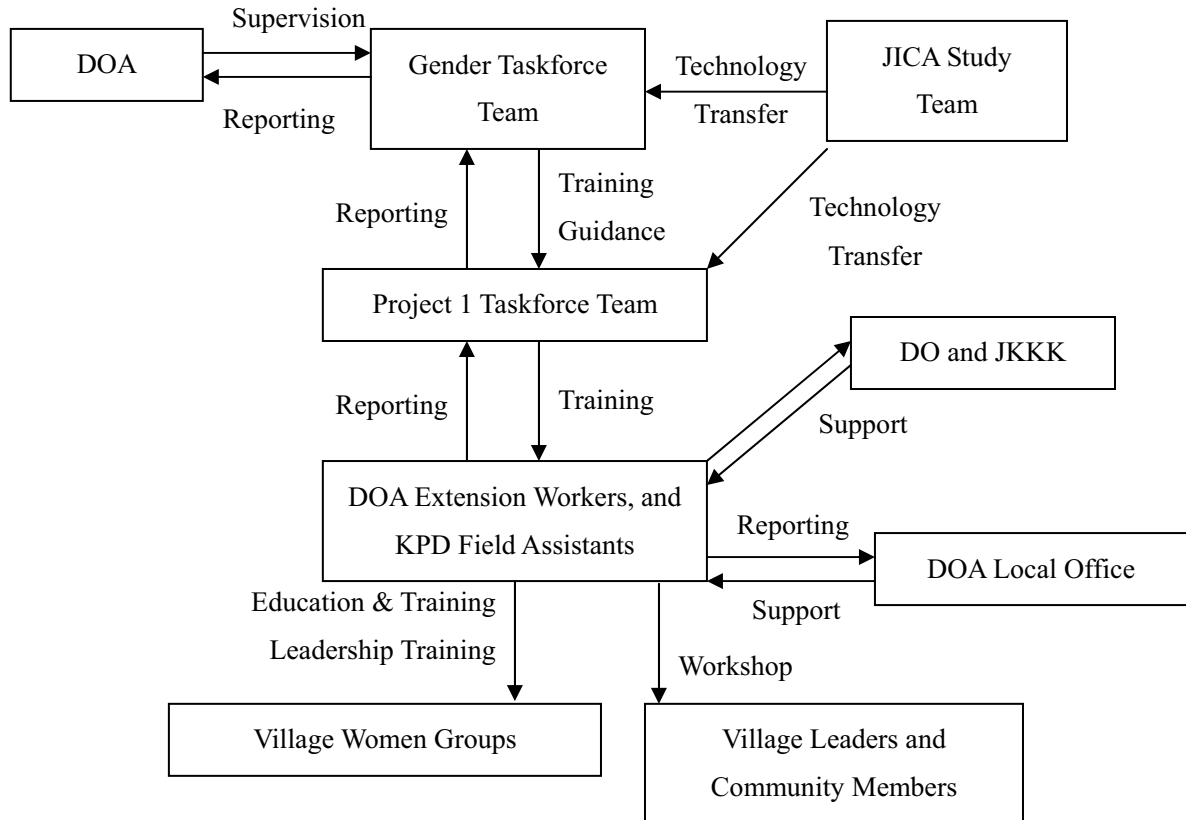 Supervision
DOA
Gender Taskforce
Team
Technology
Transfer
JICA Study
Team
Reporting
Reporting
Training
Guidance
Technology
Transfer
Project 1 Taskforce Team
DO and JKKK
Reporting
Training
Support
DOA Extension Workers, and
KPD Field Assistants
Reporting
DOA Local Office
Support
Education & Training
Leadership Training
Workshop
Village Women Groups
Village Leaders and
Community Members